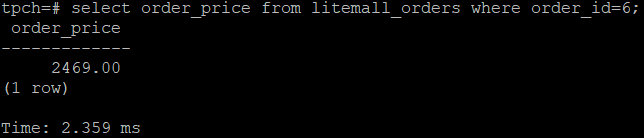 tpch=# select order_price from litemall_orders where order_id=6;
 order_price
-------------
     2469.00
(1 row)

Time: 2.359 ms